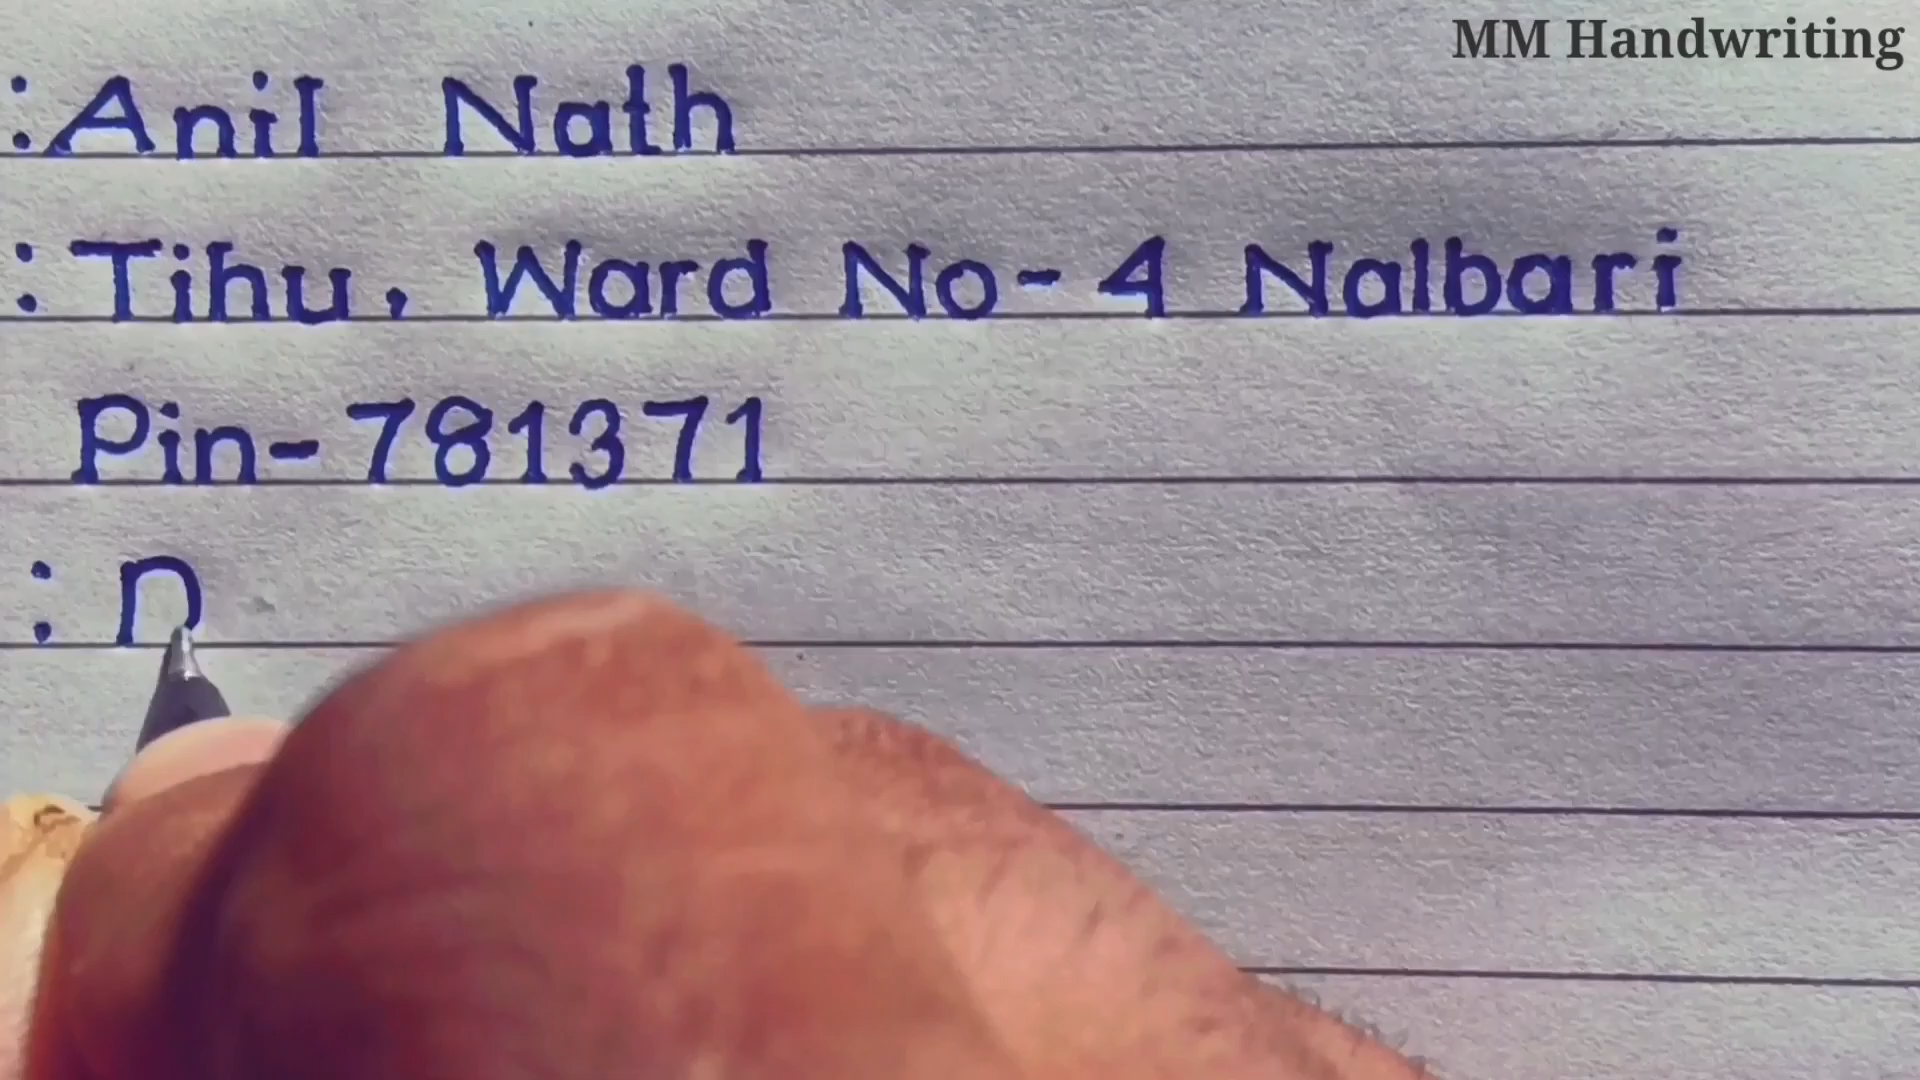 MM Handwriting
: Anil Nath
: Tihu, Ward No-4 Nalbari
Pin-781371
: